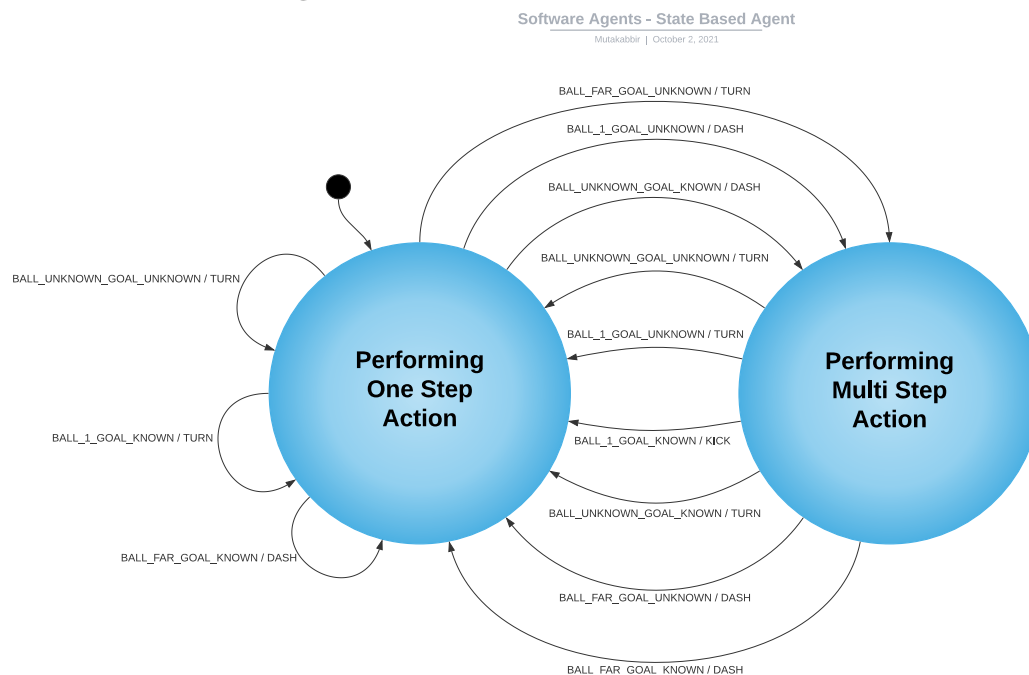 Software Agents - State Based Agent
Mutakabbir | October 2, 2021
BALL_FAR_GOAL_UNKNOWN / TURN
BALL_1_GOAL_UNKNOWN / DASH
BALL_UNKNOWN_GOAL_KNOWN / DASH
BALL_UNKNOWN_GOAL_UNKNOWN / TURN
BALL_UNKNOWN_GOAL_UNKNOWN / TURN
BALL_1_GOAL_UNKNOWN / TURN
Performing
One Step
Action
Performing
Multi Step
Action
BALL_1_GOAL_KNOWN / TURN
BALL_1_GOAL_KNOWN / KICK
BALL_UNKNOWN_GOAL_KNOWN / TURN
BALL_FAR_GOAL_KNOWN / DASH
BALL_FAR_GOAL_UNKNOWN / DASH
BALL_FAR_GOAL_KNOWN / DASH